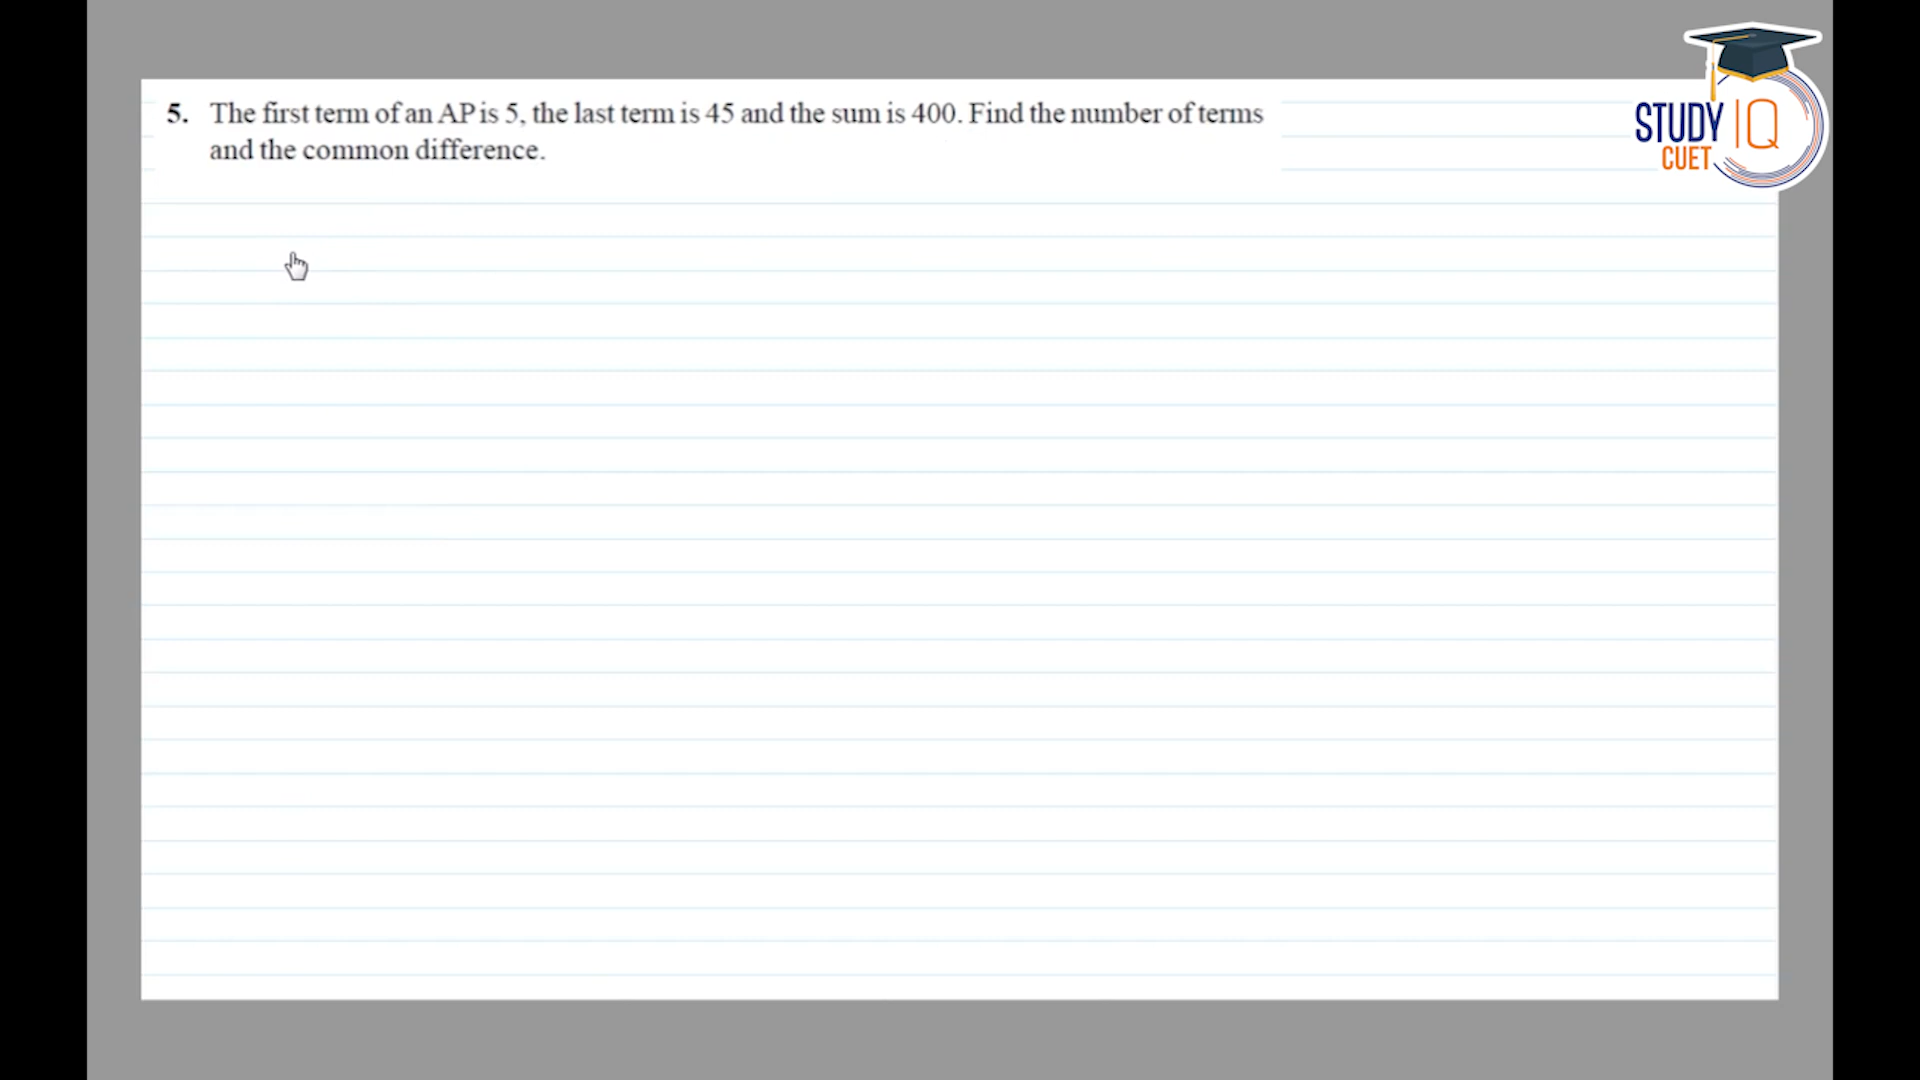 5. The first term of an AP is 5, the last term is 45 and the sum is 400. Find the number of terms
and the common difference.
STUDY IQ
CUET